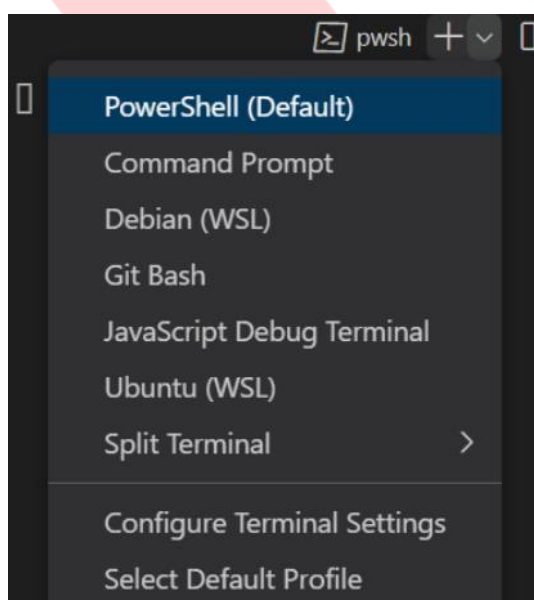 pwsh
PowerShell (Default)
Command Prompt
Debian (WSL)
Git Bash
JavaScript Debug Terminal
Ubuntu (WSL)
Split Terminal
Configure Terminal Settings
Select Default Profile